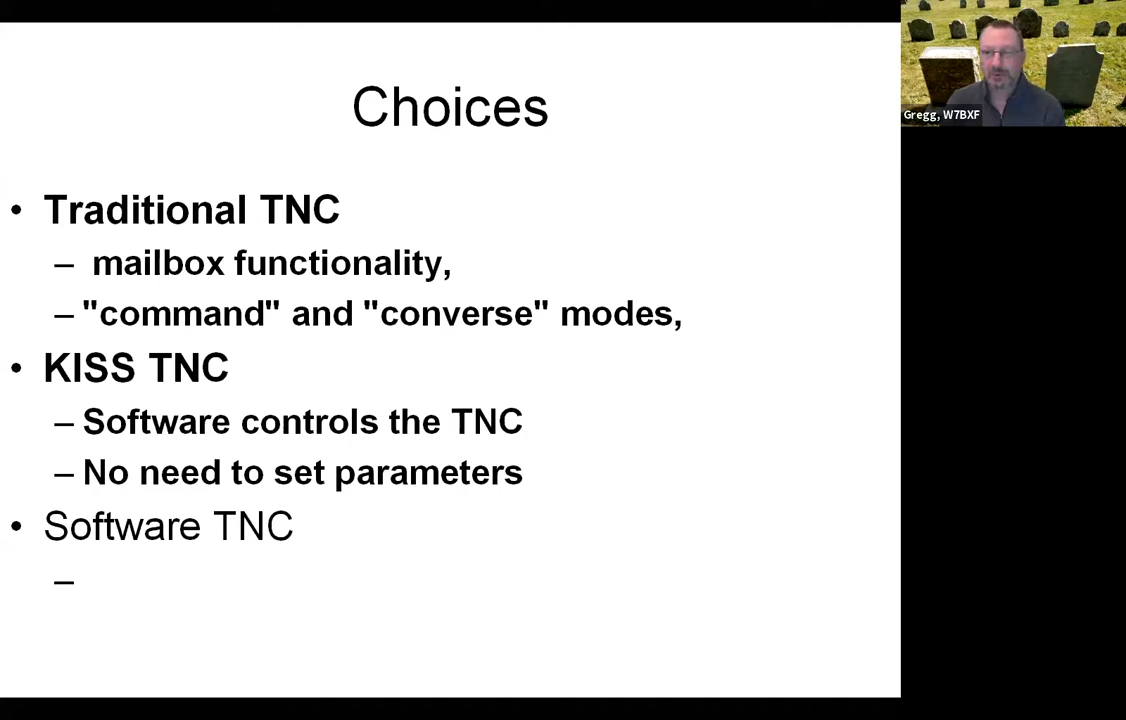 Choices
• Traditional TNC
– mailbox functionality,
– "command" and "converse" modes,
• KISS TNC
– Software controls the TNC
– No need to set parameters
• Software TNC
–
Gregg, W7BXF